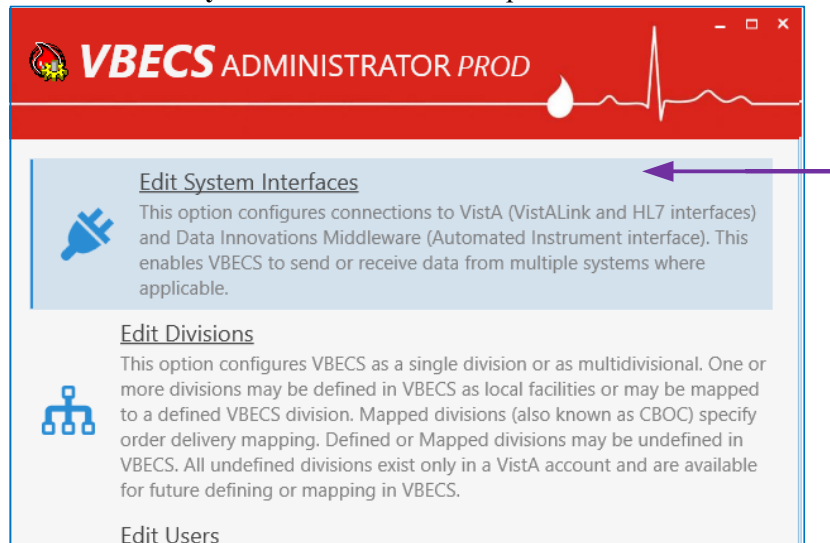 VBECS ADMINISTRATOR PROD
Edit System Interfaces
This option configures connections to VistA (VistALink and HL7 interfaces)
and Data Innovations Middleware (Automated Instrument interface). This
enables VBECS to send or receive data from multiple systems where
applicable.
Edit Divisions
This option configures VBECS as a single division or as multidivisional. One or
more divisions may be defined in VBECS as local facilities or may be mapped
to a defined VBECS division. Mapped divisions (also known as CBOC) specify
order delivery mapping. Defined or Mapped divisions may be undefined in
VBECS. All undefined divisions exist only in a VistA account and are available
for future defining or mapping in VBECS.
Edit Users